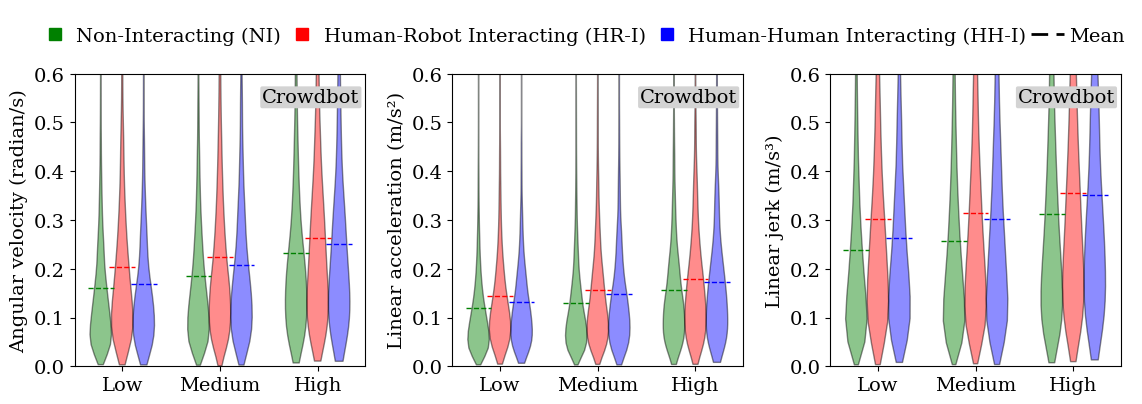 Non-Interacting (NI) Human-Robot Interacting (HR-I) Human-Human Interacting (HH-I) Mean
Angular velocity (radian/s)
0.6
0.5
0.4
0.3
0.2
0.1
0.0
Crowdbot
Low Medium High
Linear acceleration (m/s²)
0.6
0.5
0.4
0.3
0.2
0.1
0.0
Crowdbot
Low Medium High
Linear jerk (m/s³)
0.6
0.5
0.4
0.3
0.2
0.1
0.0
Crowdbot
Low Medium High